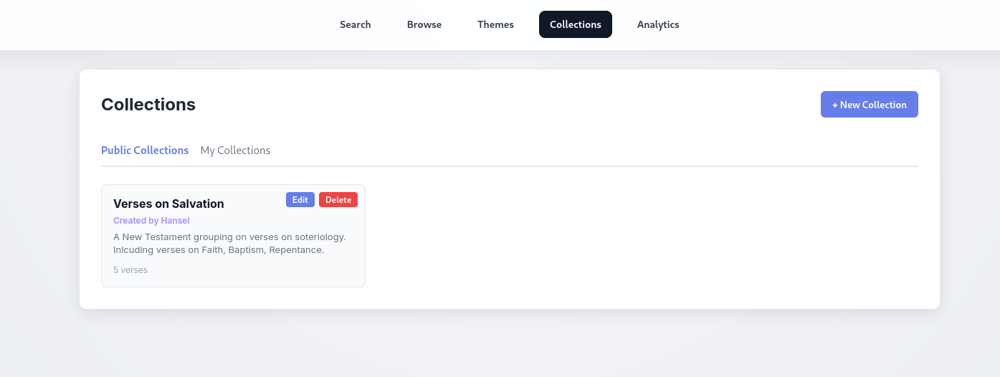 Search Browse Themes Collections Analytics
Collections
+ New Collection
Public Collections My Collections
Verses on Salvation
Edit Delete
Created by Hansel
A New Testament grouping on verses on soteriology.
Inlcuding verses on Faith, Baptism, Repentance.
5 verses